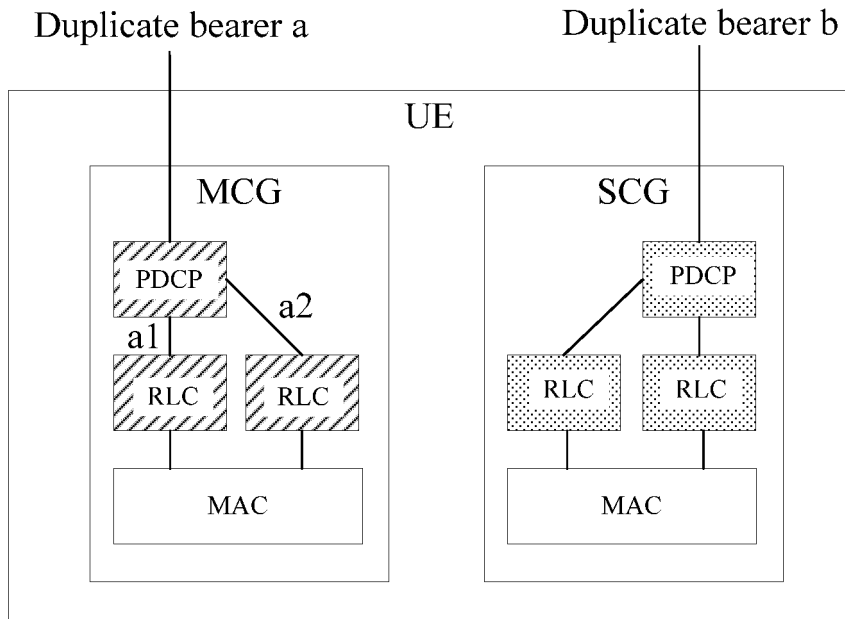 Duplicate bearer a
Duplicate bearer b
UE
MCG
SCG
PDCP
PDCP
a1
a2
RLC
RLC
RLC
RLC
MAC
MAC